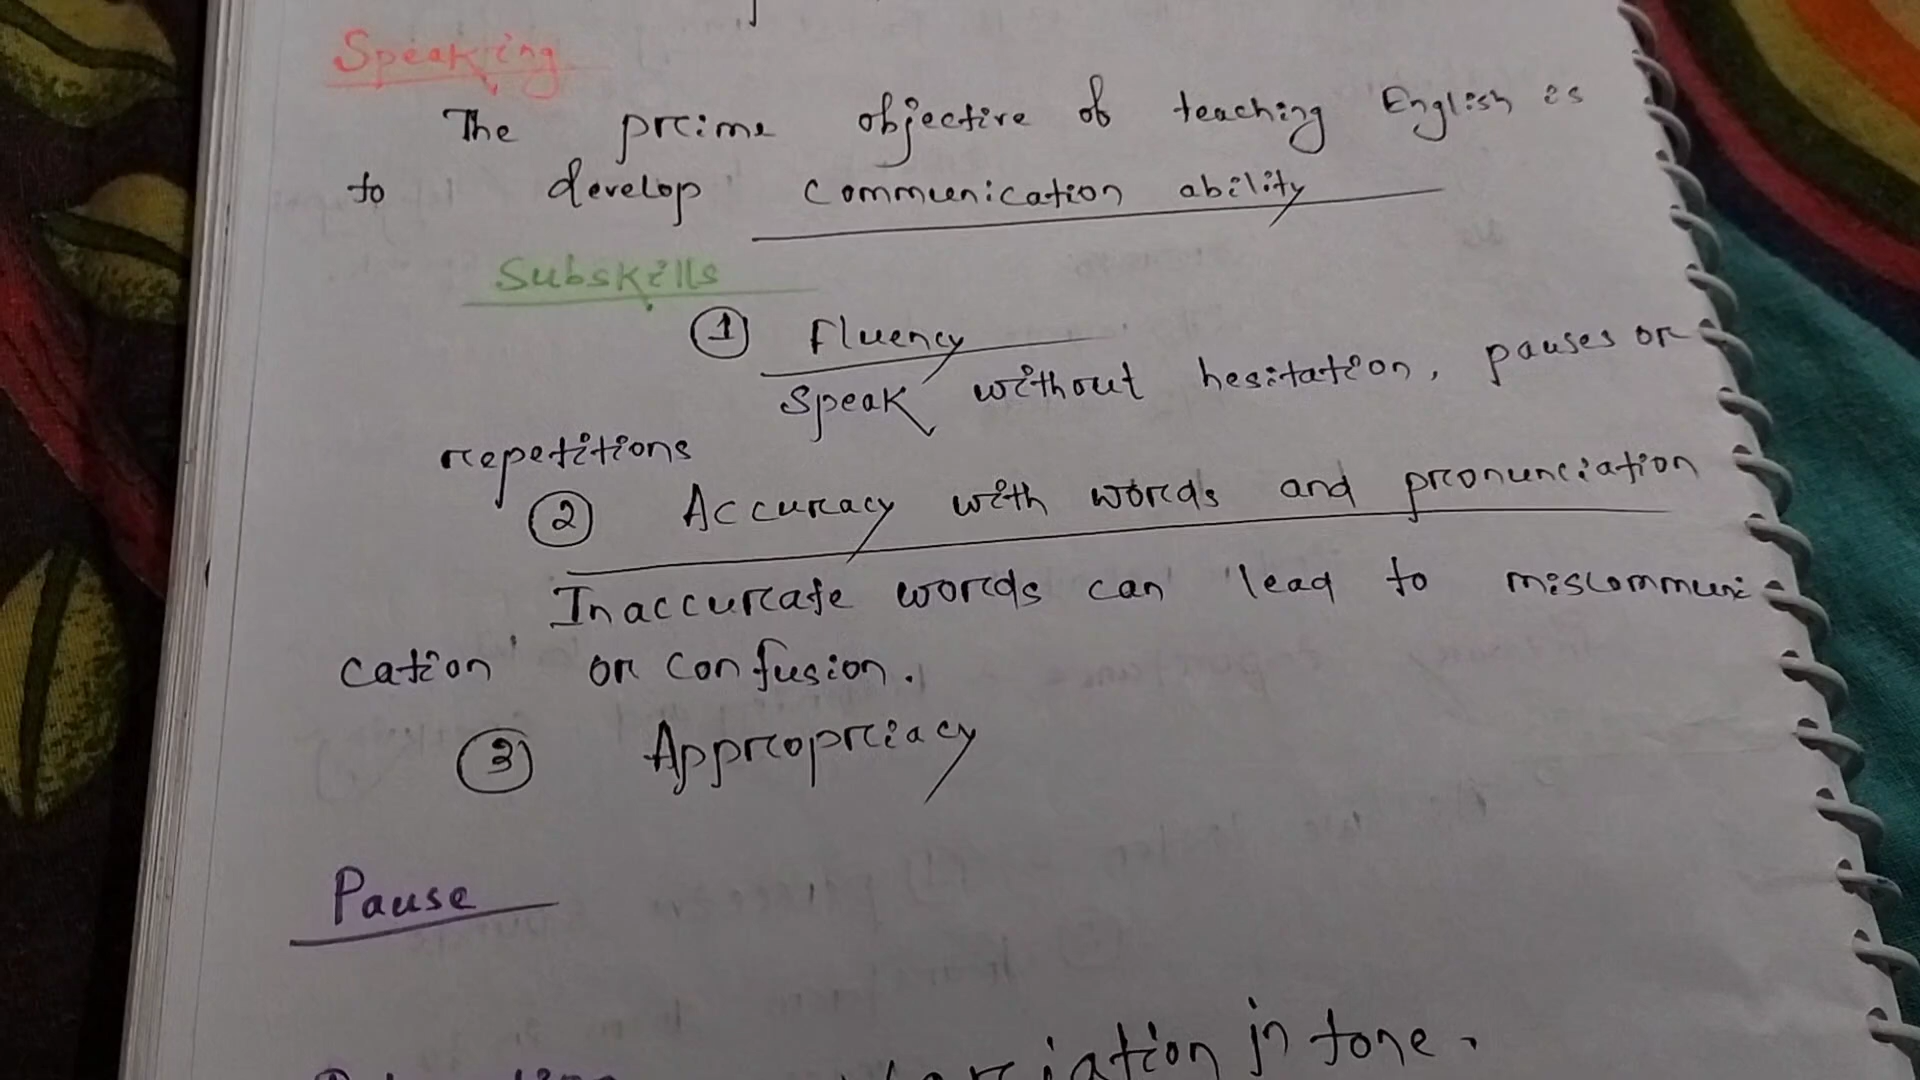 Speaking
The prime objective of teaching English is
to develop communication ability
Subskills
① Fluency
Speak without hesitation, pauses or
repetitions
② Accuracy with words and pronunciation
Inaccurate words can lead to miscommuni
cation or confusion.
③ Appropriacy
Pause
in tone.